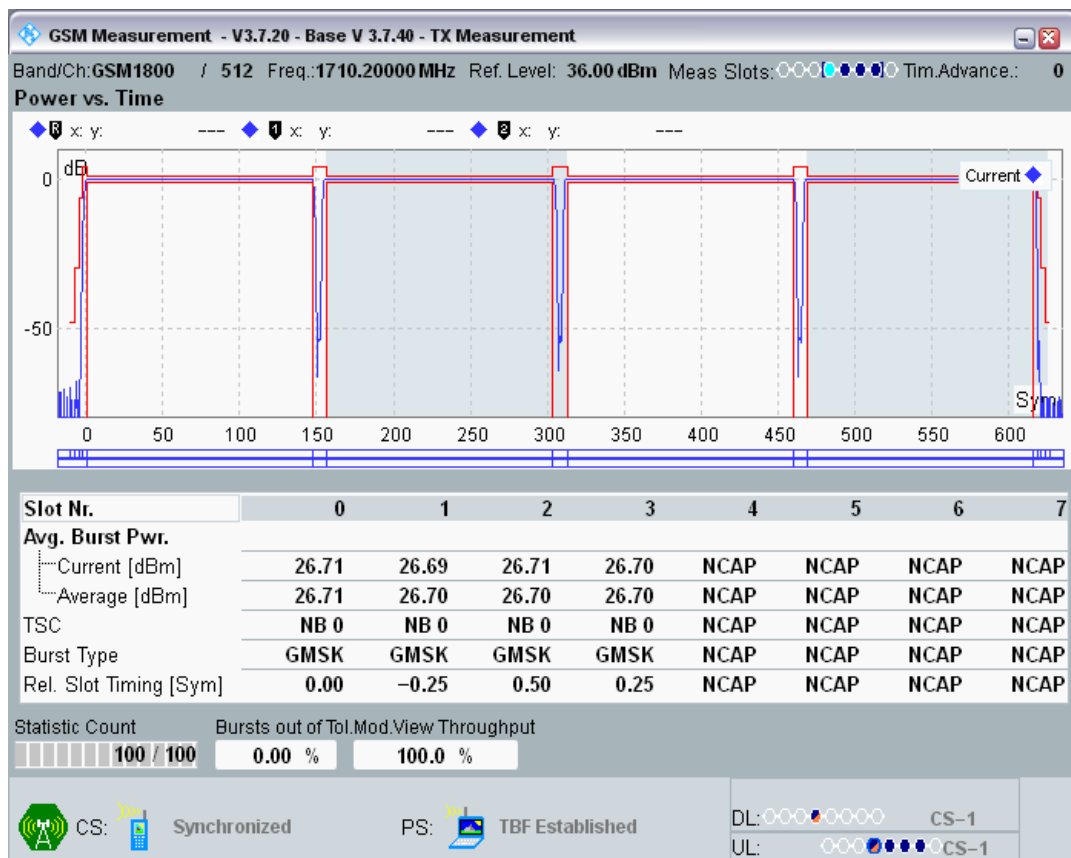 GSM Measurement - V3.7.20 - Base V 3.7.40 - TX Measurement
Band/Ch:GSM1800 / 512 Freq.:1710.20000 MHz Ref. Level: 36.00 dBm Meas Slots: Tim.Advance.: 0
Power vs. Time
R x: y: --- 1 x: y: --- 2 x: y: ---
dB
Current
0
-50
Sym
0 50 100 150 200 250 300 350 400 450 500 550 600
Slot Nr. 0 1 2 3 4 5 6 7
Avg. Burst Pwr.
Current [dBm] 26.71 26.69 26.71 26.70 NCAP NCAP NCAP NCAP
Average [dBm] 26.71 26.70 26.70 26.70 NCAP NCAP NCAP NCAP
TSC NB 0 NB 0 NB 0 NB 0 NCAP NCAP NCAP NCAP
Burst Type GMSK GMSK GMSK GMSK NCAP NCAP NCAP NCAP
Rel. Slot Timing [Sym] 0.00 −0.25 0.50 0.25 NCAP NCAP NCAP NCAP
Statistic Count Bursts out of Tol.Mod.View Throughput
100 / 100 0.00 % 100.0 %
CS: Synchronized PS: TBF Established DL: CS−1
UL: CS−1